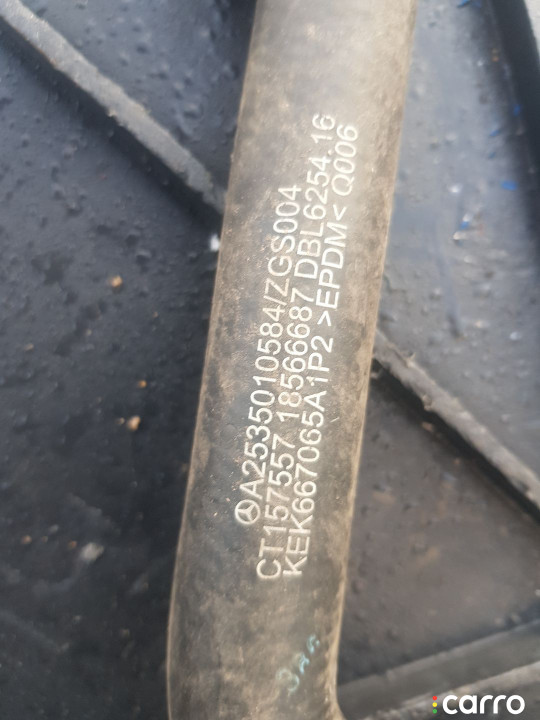 A2535010584/ZGS004
CT157557 18566687 DBL6254.16
KEK667065A1P2 >EPDM< Q006
carro